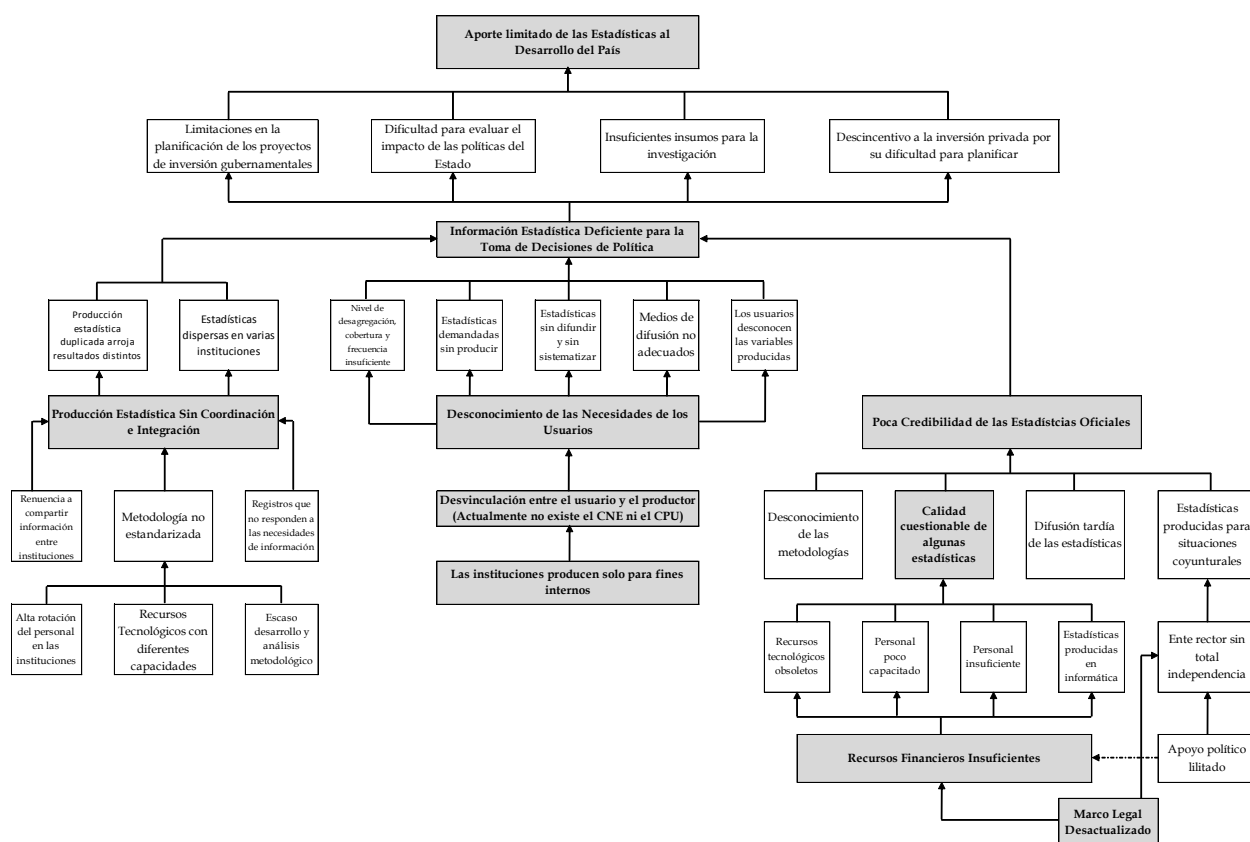 Aporte limitado de las Estadísticas al
Desarrollo del País
Limitaciones en la
planificación de los proyectos
de inversión gubernamentales
Dificultad para evaluar el
impacto de las políticas del
Estado
Insuficientes insumos para la
investigación
Descincentivo a la inversión privada por
su dificultad para planificar
Información Estadística Deficiente para la
Toma de Decisiones de Política
Producción
estadística
duplicada arroja
resultados distintos
Estadísticas
dispersas en varias
instituciones
Nivel de
desagregación,
cobertura y
frecuencia
insuficiente
Estadísticas
demandadas
sin producir
Estadísticas
sin difundir y
sin
sistematizar
Medios de
difusión no
adecuados
Los usuarios
desconocen
las variables
producidas
Producción Estadística Sin Coordinación
e Integración
Desconocimiento de las Necesidades de los
Usuarios
Poca Credibilidad de las Estadístcias Oficiales
Renuencia a
compartir
información
entre
instituciones
Metodología no
estandarizada
Registros que
no responden a
las necesidades
de información
Desvinculación entre el usuario y el productor
(Actualmente no existe el CNE ni el CPU)
Desconocimiento
de las
metodologías
Calidad
cuestionable de
algunas
estadísticas
Difusión tardía
de las estadísticas
Estadísticas
producidas para
situaciones
coyunturales
Las instituciones producen solo para fines
internos
Alta rotación
del personal
en las
instituciones
Recursos
Tecnológicos con
diferentes
capacidades
Escaso
desarrollo y
análisis
metodológico
Recursos
tecnológicos
obsoletos
Personal
poco
capacitado
Personal
insuficiente
Estadísticas
producidas
en
informática
Ente rector sin
total
independencia
Recursos Financieros Insuficientes
Apoyo político
lilitado
Marco Legal
Desactualizado